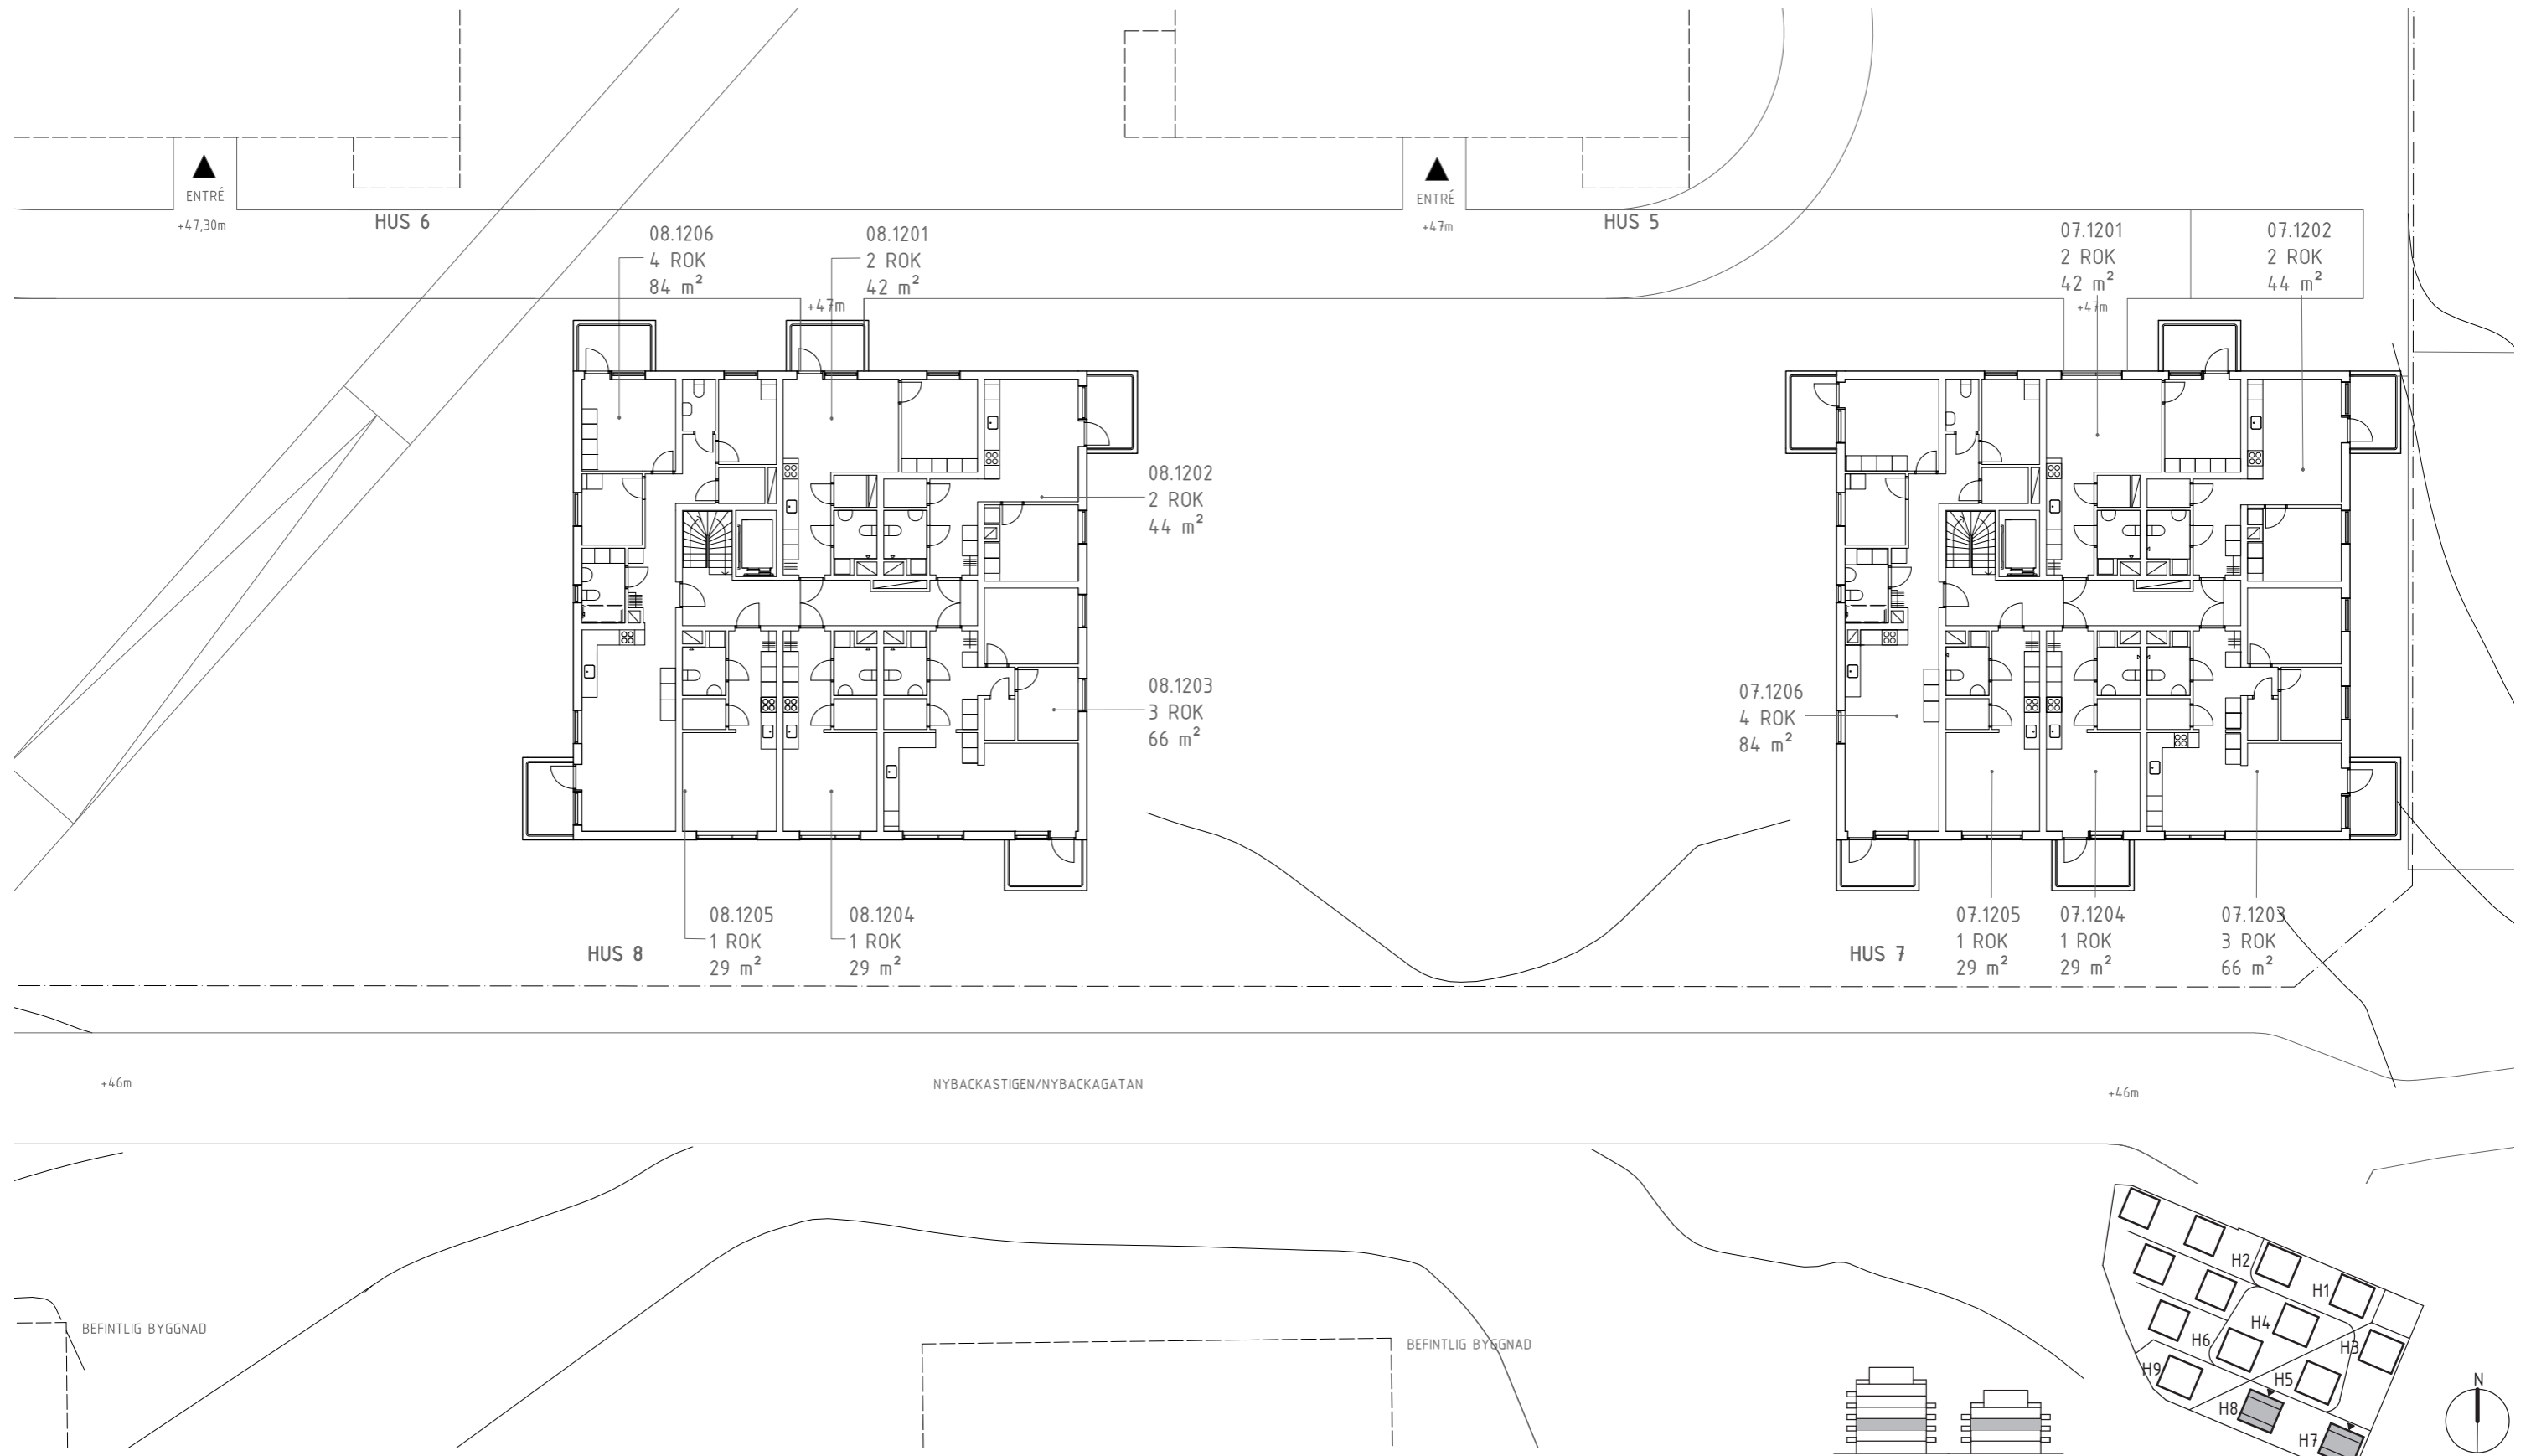 ENTRÉ
+47,30m
HUS 6
ENTRÉ
+47m
HUS 5
08.1206
4 ROK
84 m²
08.1201
2 ROK
42 m²
+47m
07.1201
2 ROK
42 m²
+47m
07.1202
2 ROK
44 m²
08.1202
2 ROK
44 m²
08.1203
3 ROK
66 m²
07.1206
4 ROK
84 m²
08.1205
1 ROK
29 m²
08.1204
1 ROK
29 m²
HUS 8
07.1205
1 ROK
29 m²
07.1204
1 ROK
29 m²
07.1203
3 ROK
66 m²
HUS 7
+46m
NYBACKASTIGEN/NYBACKAGATAN
+46m
BEFINTLIG BYGGNAD
BEFINTLIG BYGGNAD
H2
H1
H4
H6
H3
H9
H5
H8
H7
N